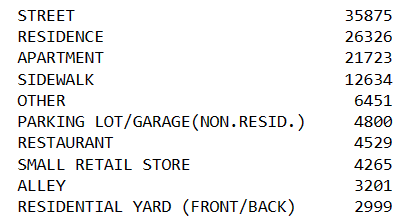 STREET 35875
RESIDENCE 26326
APARTMENT 21723
SIDEWALK 12634
OTHER 6451
PARKING LOT/GARAGE(NON.RESID.) 4800
RESTAURANT 4529
SMALL RETAIL STORE 4265
ALLEY 3201
RESIDENTIAL YARD (FRONT/BACK) 2999